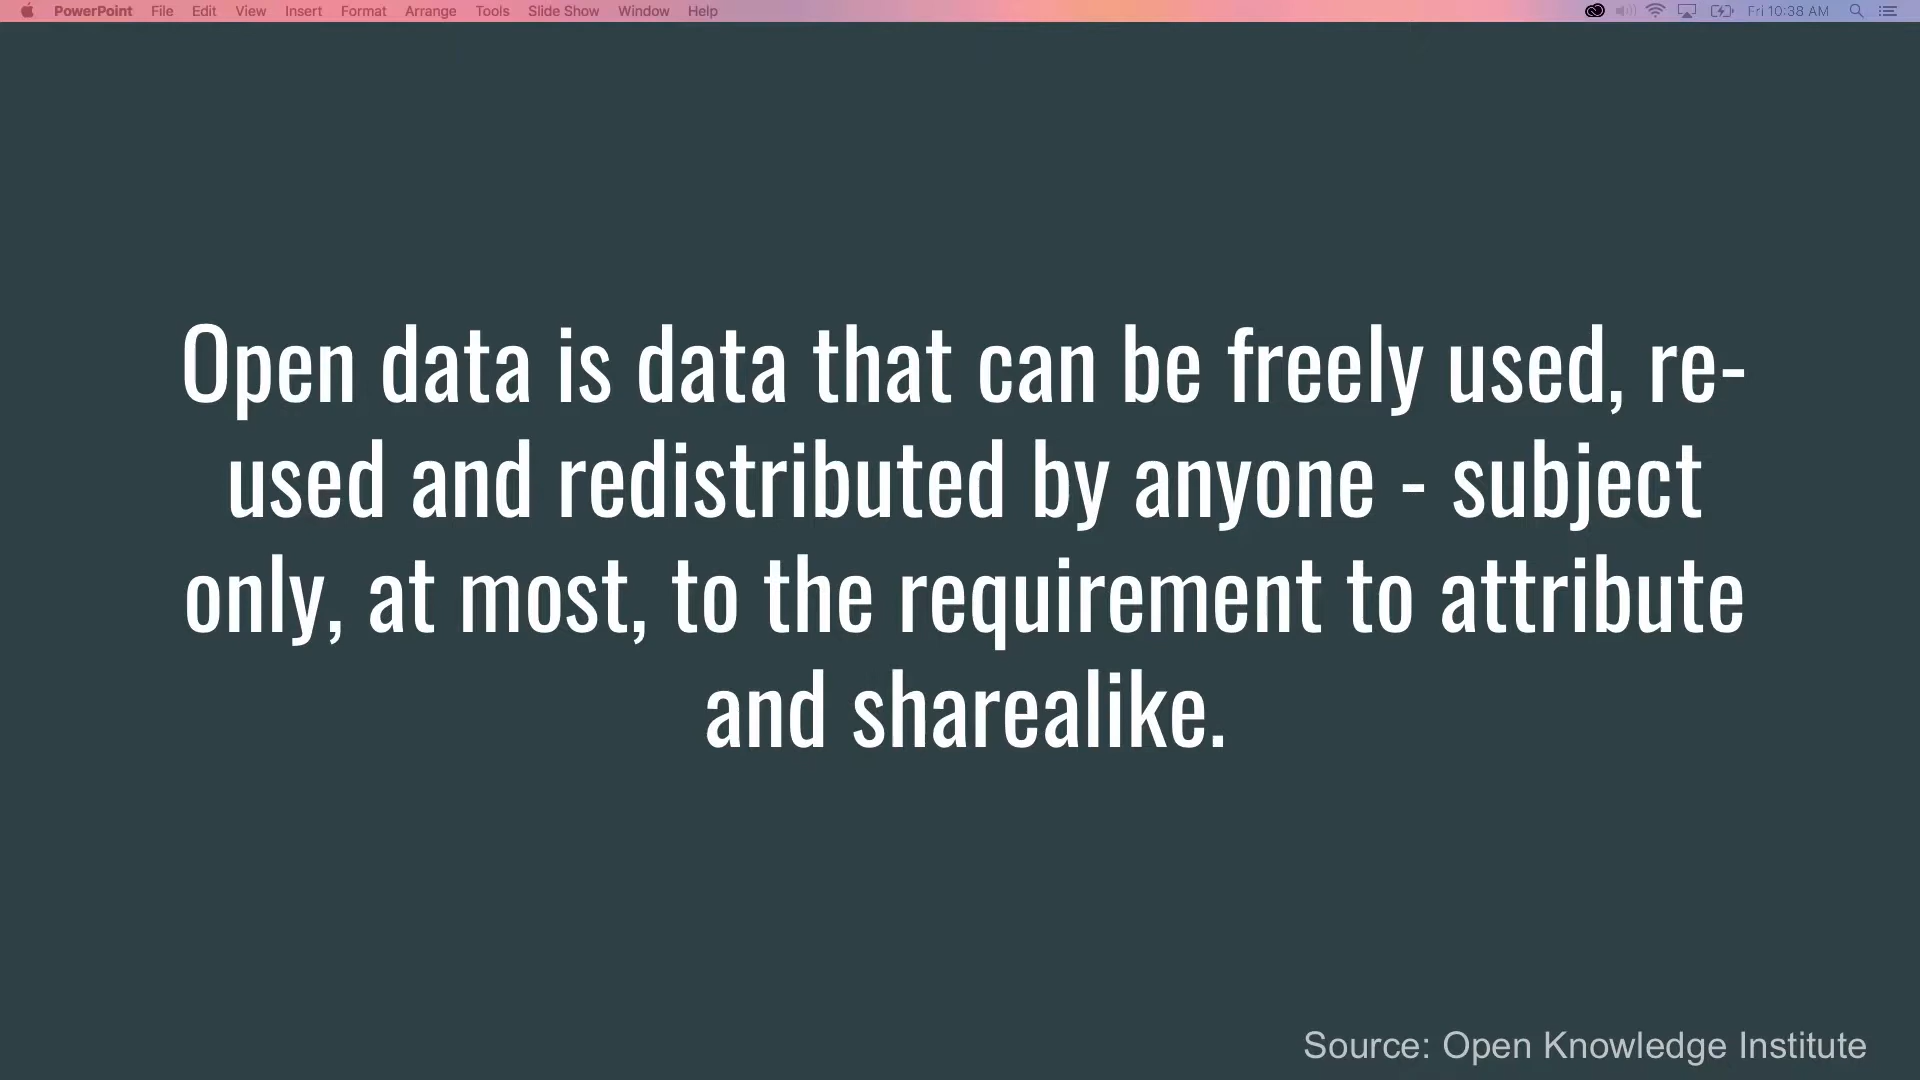 PowerPoint File Edit View Insert Format Arrange Tools Slide Show Window Help Fri 10:38 AM
Open data is data that can be freely used, re-
used and redistributed by anyone - subject
only, at most, to the requirement to attribute
and sharealike.
Source: Open Knowledge Institute